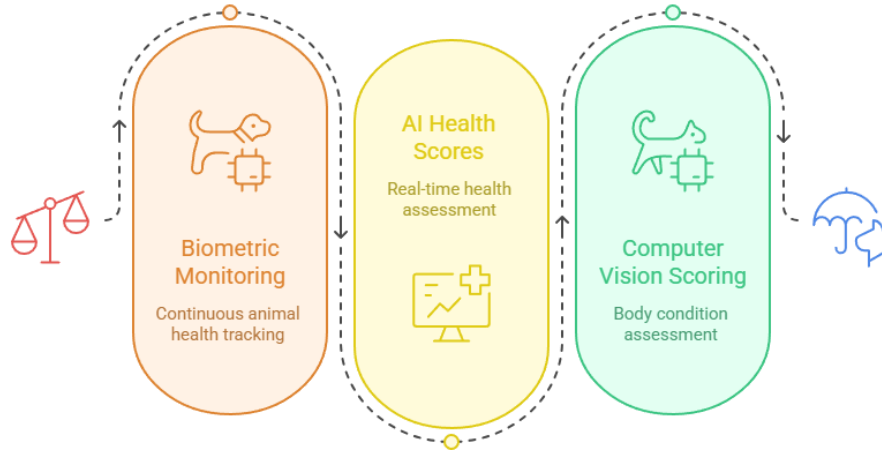 Biometric
Monitoring
Continuous animal
health tracking
AI Health
Scores
Real-time health
assessment
Computer
Vision Scoring
Body condition
assessment